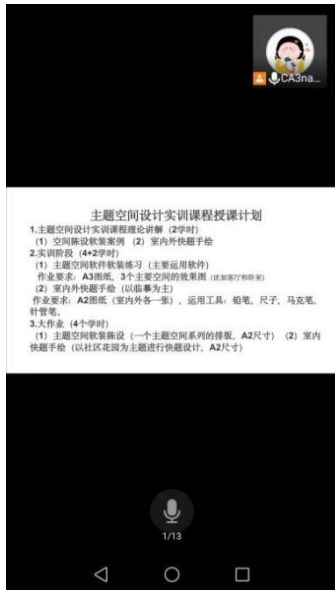 CA3na...
主题空间设计实训课程授课计划
1.主题空间设计实训课程理论讲解（2学时）
（1）空间陈设软装案例 （2）室内外快题手绘
2.实训阶段（4+2学时）
（1）主题空间软件软装练习（主要运用软件）
作业要求：A3图纸，3个主要空间的效果图（比如客厅和卧室）
（2）室内外快题手绘（以临摹为主）
作业要求：A2图纸（室内外各一张），运用工具：铅笔、尺子、马克笔、
针管笔。
3.大作业（4个学时）
（1）主题空间软装陈设（一个主题空间系列的排版，A2尺寸） （2）室内
快题手绘（以社区花园为主题进行快题设计，A2尺寸）
1/13